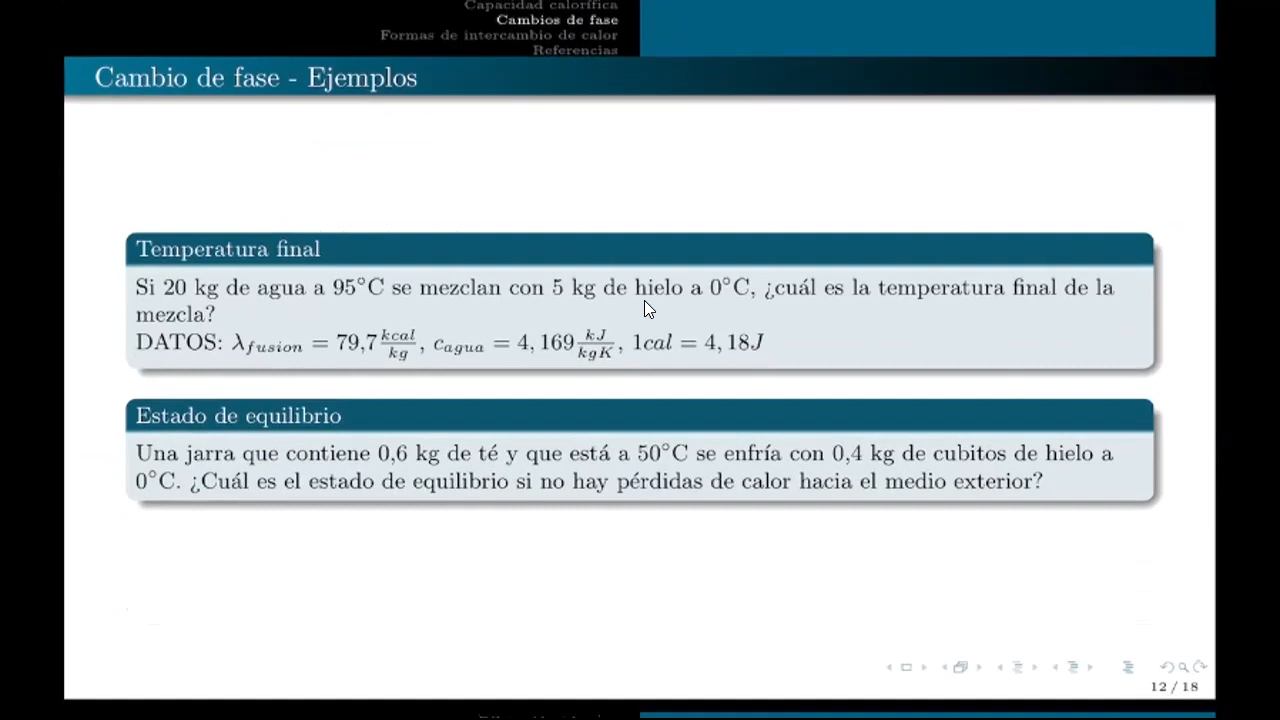 Capacidad calorífica
Cambios de fase
Formas de intercambio de calor
Referencias
Cambio de fase - Ejemplos
Temperatura final
Si 20 kg de agua a 95°C se mezclan con 5 kg de hielo a 0°C, ¿cuál es la temperatura final de la
mezcla?
DATOS: λ_fusion = 79,7 kcal/kg, c_agua = 4, 169 kJ/kgK, 1cal = 4, 18J
Estado de equilibrio
Una jarra que contiene 0,6 kg de té y que está a 50°C se enfría con 0,4 kg de cubitos de hielo a
0°C. ¿Cuál es el estado de equilibrio si no hay pérdidas de calor hacia el medio exterior?
12 / 18